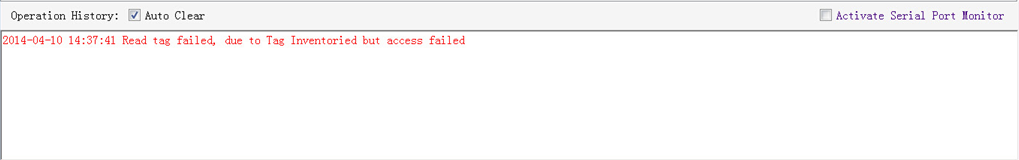 Operation History: Auto Clear Activate Serial Port Monitor
2014-04-10 14:37:41 Read tag failed, due to Tag Inventoried but access failed